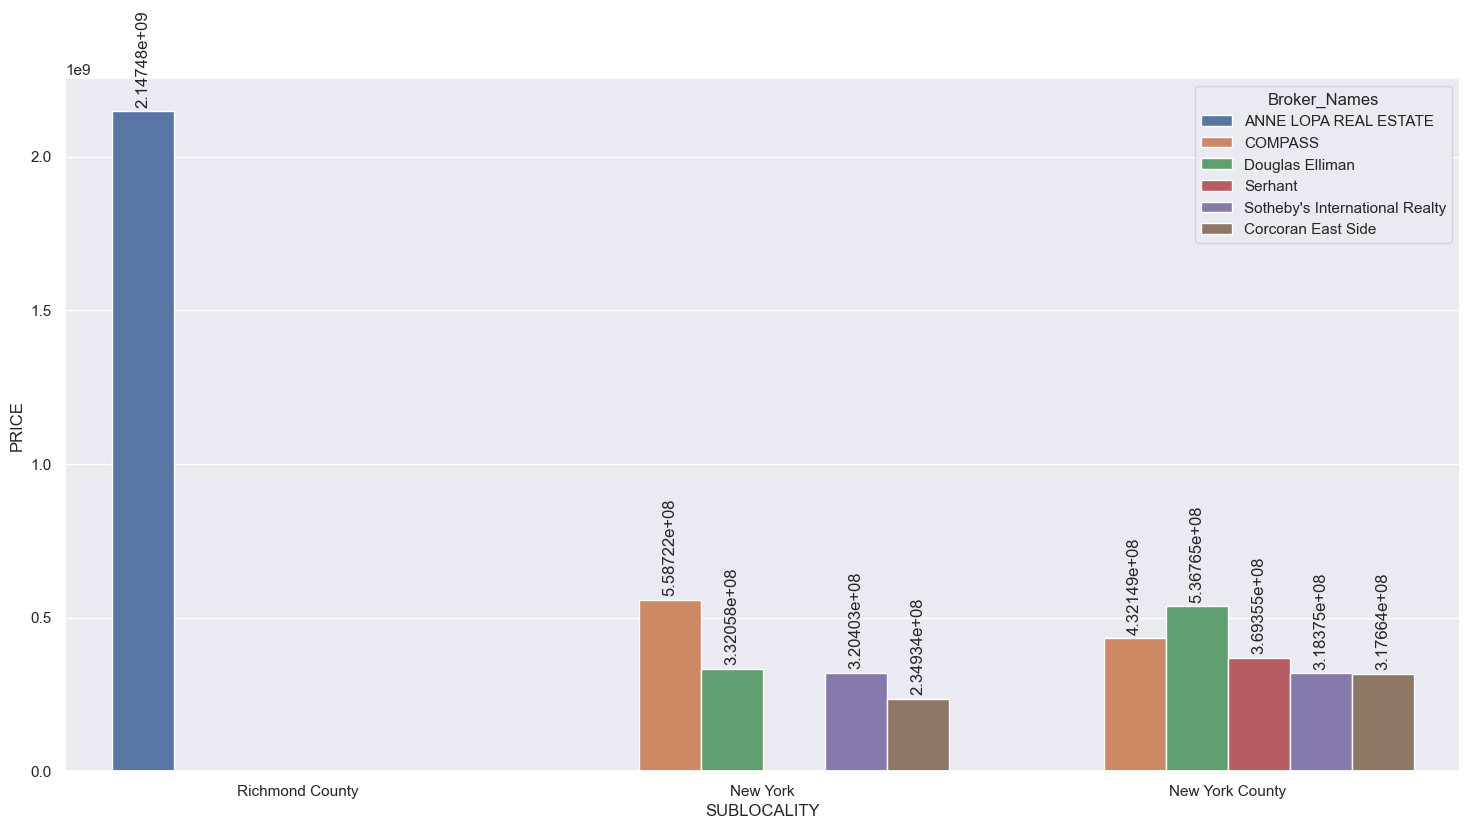 1e9
2.14748e+09
2.0
1.5
1.0
0.5
0.0
PRICE
5.58722e+08
3.32058e+08
3.20403e+08
2.34934e+08
4.32149e+08
5.36765e+08
3.69355e+08
3.18375e+08
3.17664e+08
Richmond County
New York
New York County
SUBLOCALITY
Broker_Names
ANNE LOPA REAL ESTATE
COMPASS
Douglas Elliman
Serhant
Sotheby's International Realty
Corcoran East Side